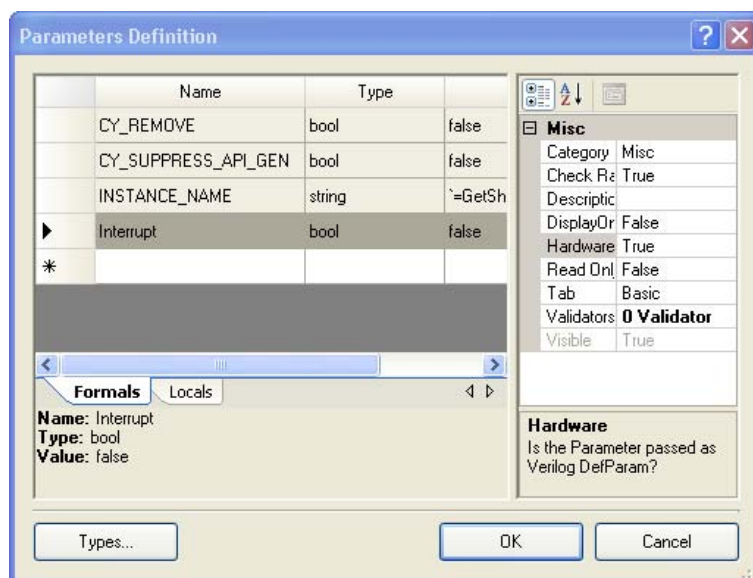 Parameters Definition
Name Type
CY_REMOVE bool false
CY_SUPPRESS_API_GEN bool false
INSTANCE_NAME string `=GetSh
Interrupt bool false
Formals Locals
Name: Interrupt
Type: bool
Value: false
Misc
Category Misc
Check Ra True
Descriptic
DisplayOr False
Hardware True
Read Onl False
Tab Basic
Validators 0 Validator
Visible True
Hardware
Is the Parameter passed as
Verilog DefParam?
Types... OK Cancel